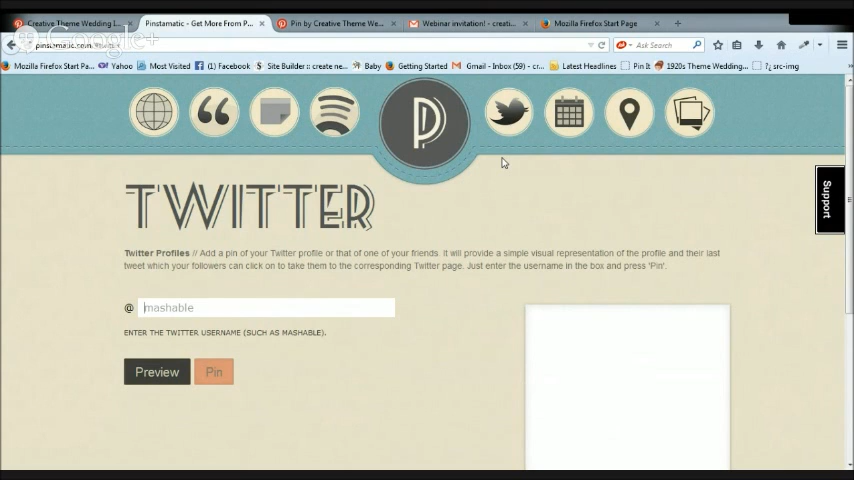 Creative Theme Wedding I...
Pinstamatic - Get More From P...
Pin by Creative Theme We...
Webinar invitation! - creati...
Mozilla Firefox Start Page
Google+
Ask Search
Mozilla Firefox Start Pa...
Yahoo
Most Visited
(1) Facebook
Site Builder :: create ne...
Baby
Getting Started
Gmail - Inbox (59) - cr...
Latest Headlines
Pin It
1920s Theme Wedding...
?¿ src-img
P
Support
TWITTER
Twitter Profiles // Add a pin of your Twitter profile or that of one of your friends. It will provide a simple visual representation of the profile and their last
tweet which your followers can click on to take them to the corresponding Twitter page. Just enter the username in the box and press 'Pin'.
@ mashable
ENTER THE TWITTER USERNAME (SUCH AS MASHABLE).
Preview Pin